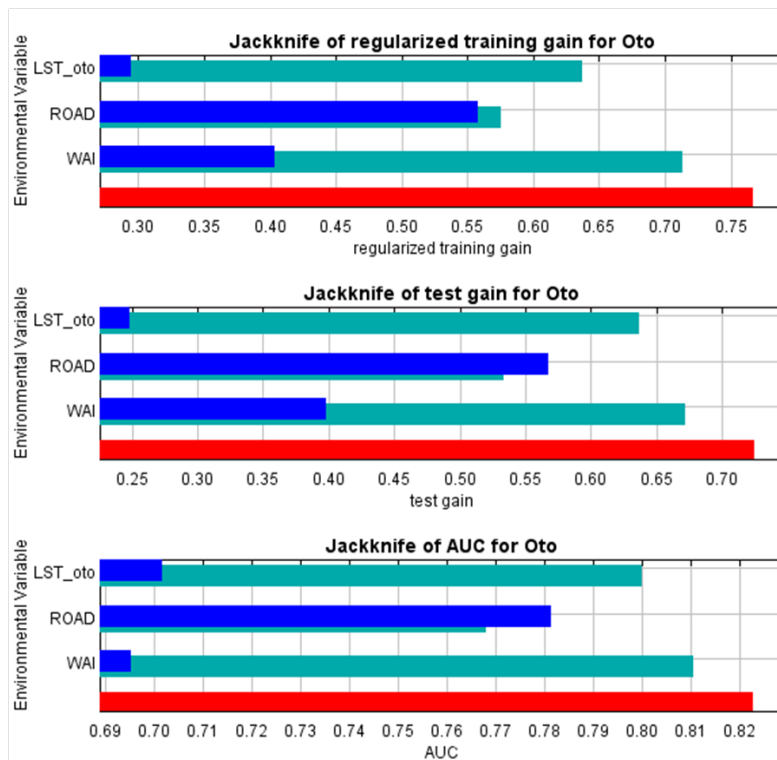 Jackknife of regularized training gain for Oto
Environmental Variable
LST_oto
ROAD
WAI
0.30 0.35 0.40 0.45 0.50 0.55 0.60 0.65 0.70 0.75
regularized training gain
Jackknife of test gain for Oto
Environmental Variable
LST_oto
ROAD
WAI
0.25 0.30 0.35 0.40 0.45 0.50 0.55 0.60 0.65 0.70
test gain
Jackknife of AUC for Oto
Environmental Variable
LST_oto
ROAD
WAI
0.69 0.70 0.71 0.72 0.73 0.74 0.75 0.76 0.77 0.78 0.79 0.80 0.81 0.82
AUC